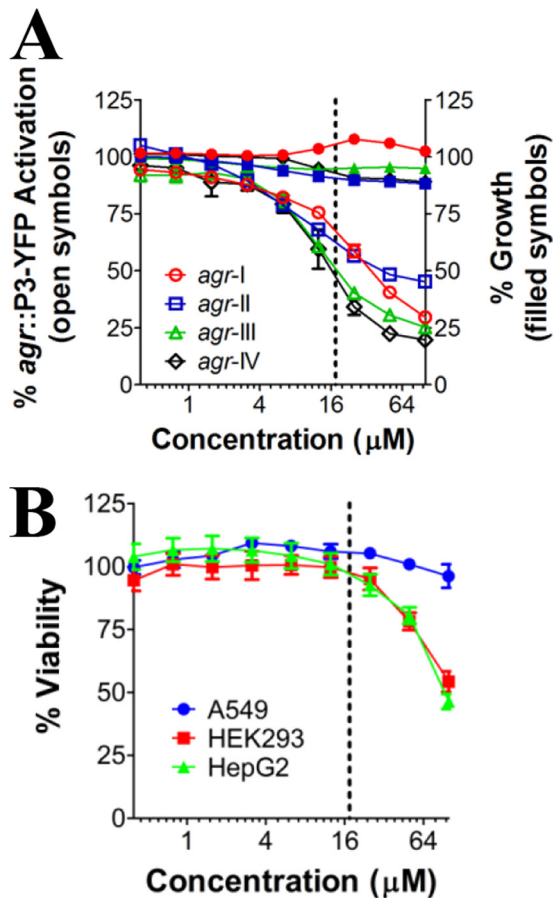 A
% agr::P3-YFP Activation
(open symbols)
125
100
75
50
25
0
agr-I
agr-II
agr-III
agr-IV
125
100
75
50
25
0
% Growth
(filled symbols)
1
4
16
64
Concentration (μM)
B
% Viability
125
100
75
50
25
0
A549
HEK293
HepG2
1
4
16
64
Concentration (μM)